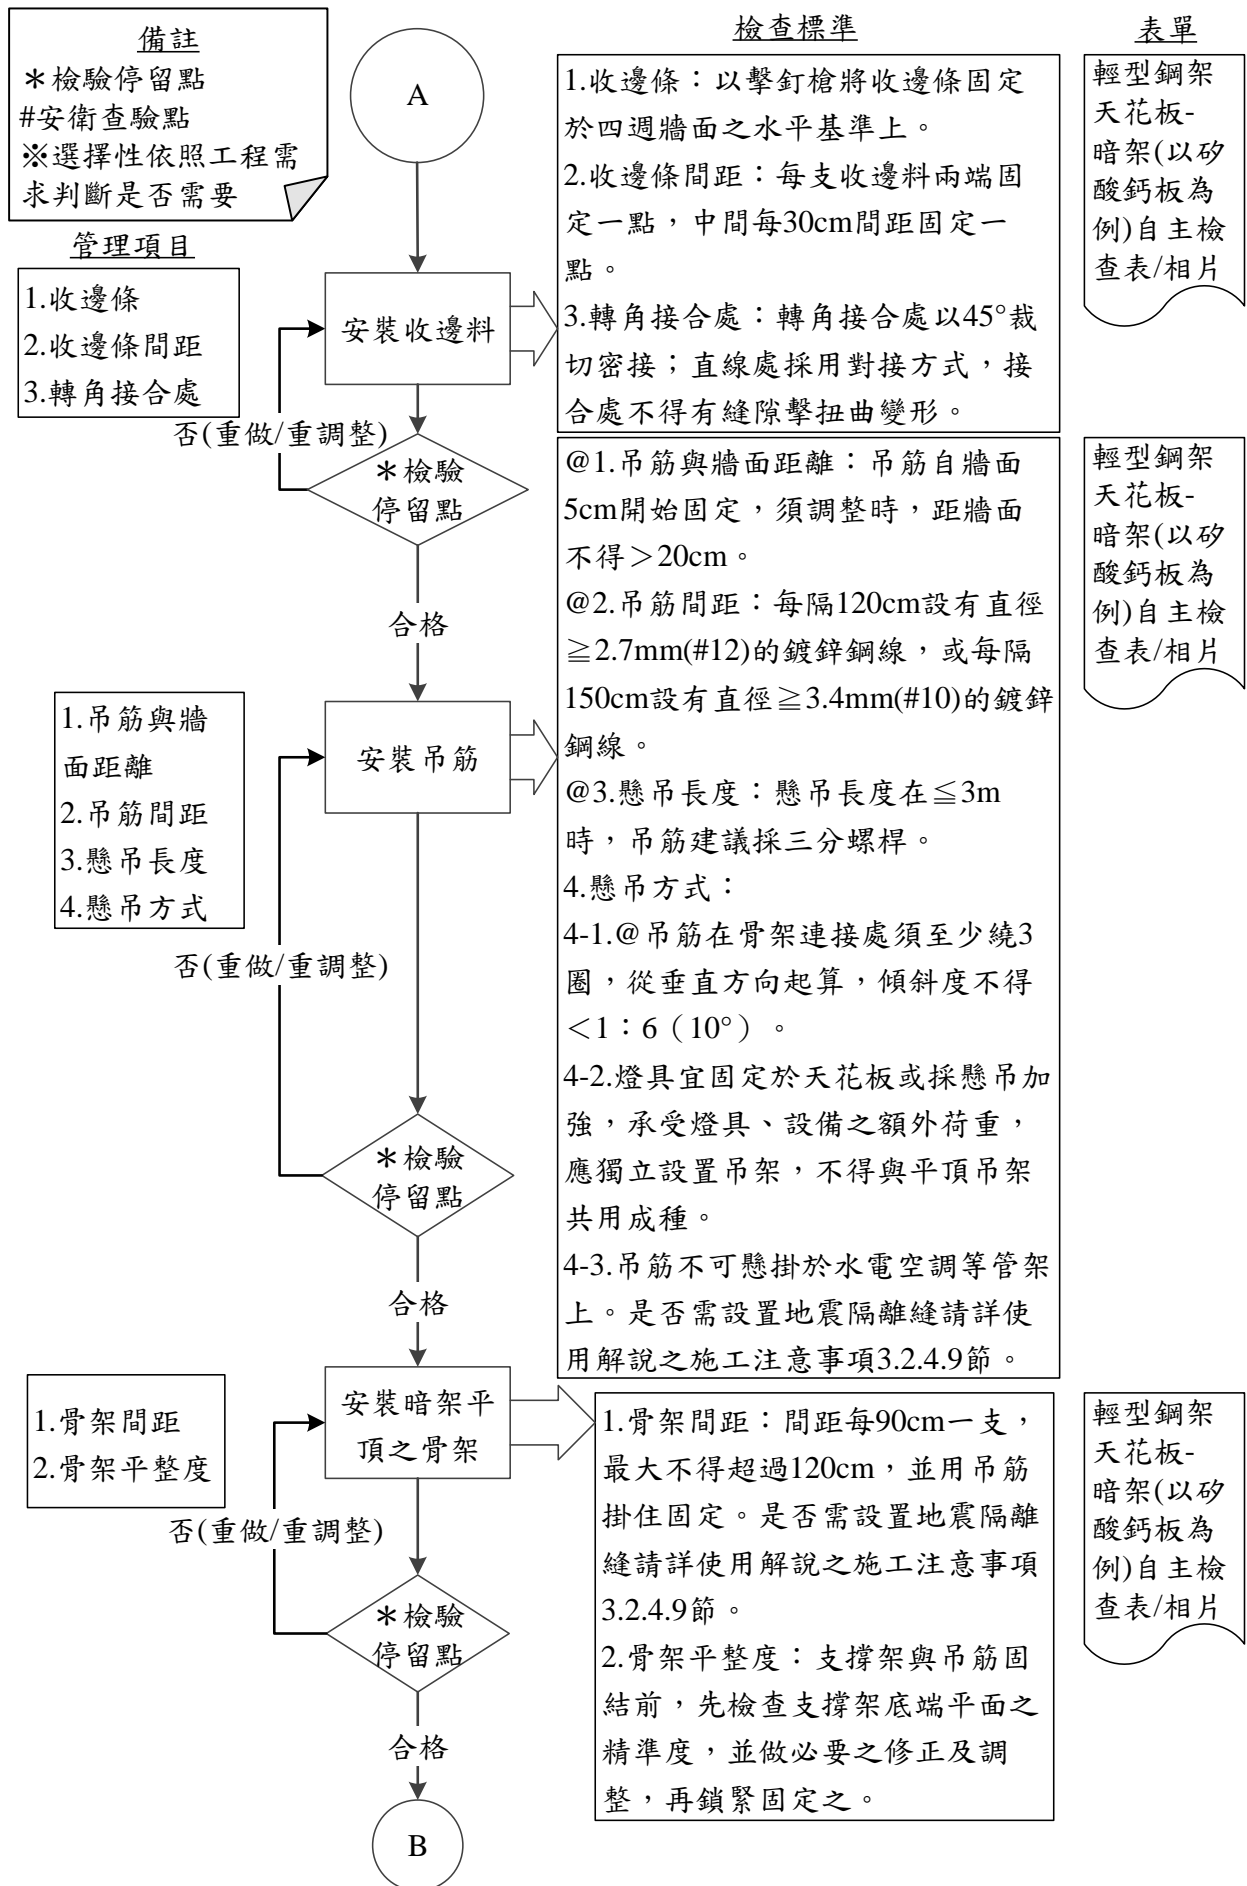 備註
＊檢驗停留點
#安衛查驗點
※選擇性依照工程需
求判斷是否需要
管理項目
檢查標準
表單
A
1.收邊條
2.收邊條間距
3.轉角接合處
安裝收邊料
1.收邊條：以擊釘槍將收邊條固定
於四週牆面之水平基準上。
2.收邊條間距：每支收邊料兩端固
定一點，中間每30cm間距固定一
點。
3.轉角接合處：轉角接合處以45°裁
切密接；直線處採用對接方式，接
合處不得有縫隙擊扭曲變形。
輕型鋼架
天花板-
暗架(以矽
酸鈣板為
例)自主檢
查表/相片
否(重做/重調整)
＊檢驗
停留點
合格
1.吊筋與牆
面距離
2.吊筋間距
3.懸吊長度
4.懸吊方式
安裝吊筋
@1.吊筋與牆面距離：吊筋自牆面
5cm開始固定，須調整時，距牆面
不得＞20cm。
@2.吊筋間距：每隔120cm設有直徑
≧2.7mm(#12)的鍍鋅鋼線，或每隔
150cm設有直徑≧3.4mm(#10)的鍍鋅
鋼線。
@3.懸吊長度：懸吊長度在≦3m
時，吊筋建議採三分螺桿。
4.懸吊方式：
4-1.@吊筋在骨架連接處須至少繞3
圈，從垂直方向起算，傾斜度不得
＜1：6（10°）。
4-2.燈具宜固定於天花板或採懸吊加
強，承受燈具、設備之額外荷重，
應獨立設置吊架，不得與平頂吊架
共用成種。
4-3.吊筋不可懸掛於水電空調等管架
上。是否需設置地震隔離縫請詳使
用解說之施工注意事項3.2.4.9節。
輕型鋼架
天花板-
暗架(以矽
酸鈣板為
例)自主檢
查表/相片
否(重做/重調整)
＊檢驗
停留點
合格
1.骨架間距
2.骨架平整度
安裝暗架平
頂之骨架
1.骨架間距：間距每90cm一支，
最大不得超過120cm，並用吊筋
掛住固定。是否需設置地震隔離
縫請詳使用解說之施工注意事項
3.2.4.9節。
2.骨架平整度：支撐架與吊筋固
結前，先檢查支撐架底端平面之
精準度，並做必要之修正及調
整，再鎖緊固定之。
輕型鋼架
天花板-
暗架(以矽
酸鈣板為
例)自主檢
查表/相片
否(重做/重調整)
＊檢驗
停留點
合格
B